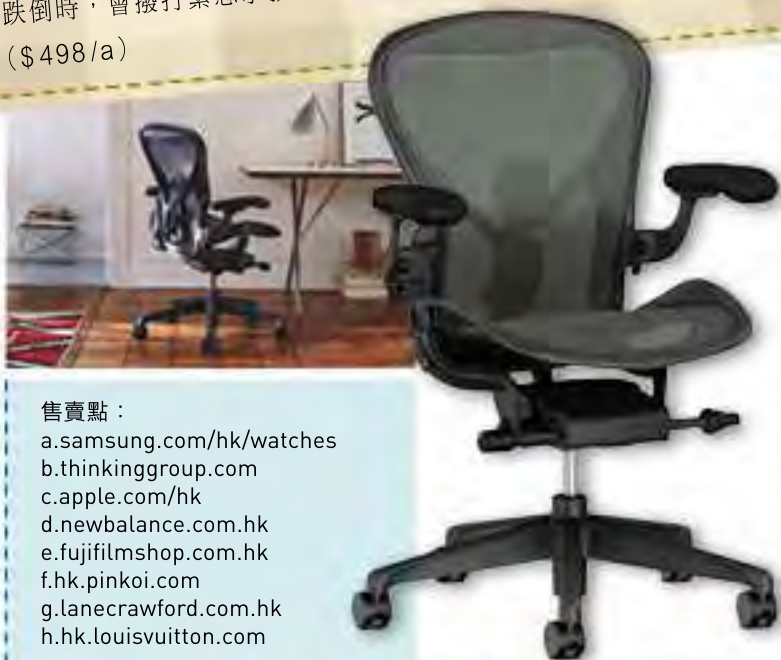 跌倒時，會撥打緊急
($498/a)
售賣點：
a.samsung.com/hk/watches
b.thinkinggroup.com
c.apple.com/hk
d.newbalance.com.hk
e.fujifilmshop.com.hk
f.hk.pinkoi.com
g.lanecrawford.com.hk
h.hk.louisvuitton.com